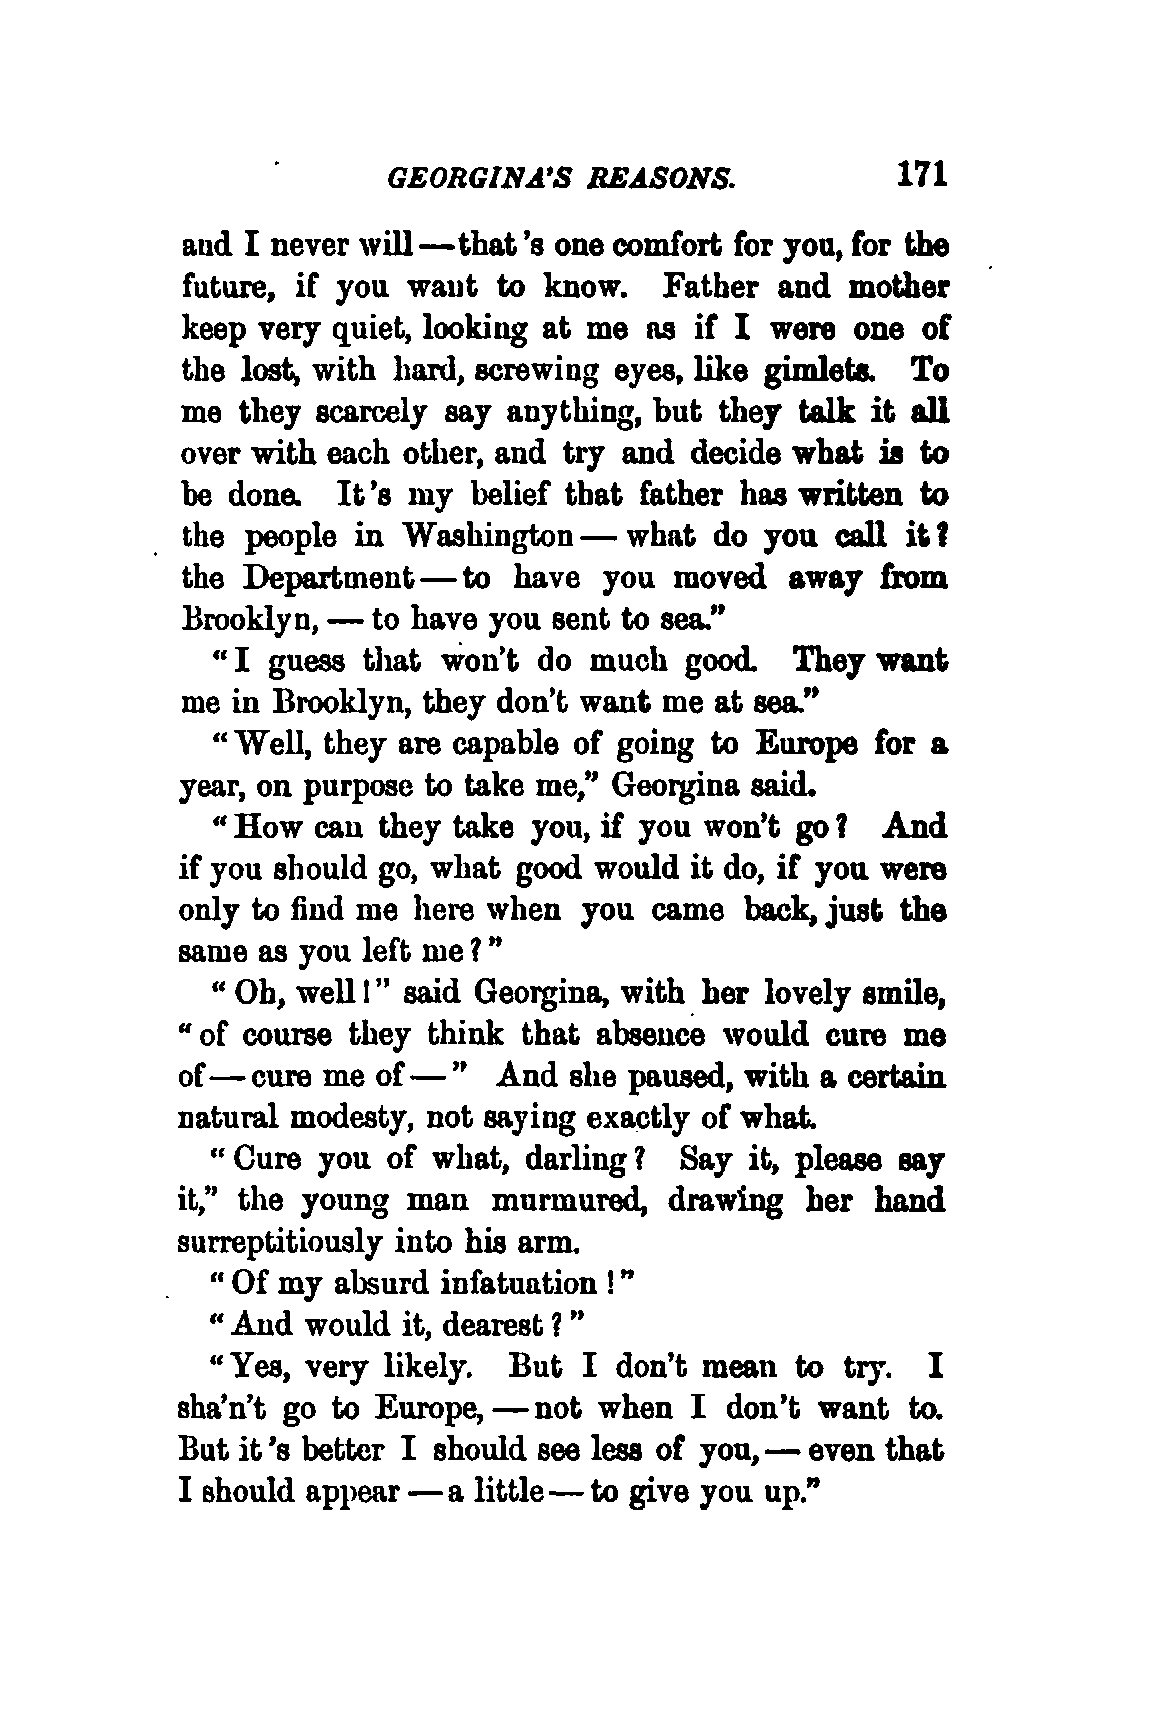 GEORGINA'S REASONS. 171
and I never will—that's one comfort for you, for the
future, if you want to know. Father and mother
keep very quiet, looking at me as if I were one of
the lost, with hard, screwing eyes, like gimlets. To
me they scarcely say anything, but they talk it all
over with each other, and try and decide what is to
be done. It's my belief that father has written to
the people in Washington — what do you call it?
the Department — to have you moved away from
Brooklyn, — to have you sent to sea."
"I guess that won't do much good. They want
me in Brooklyn, they don't want me at sea."
"Well, they are capable of going to Europe for a
year, on purpose to take me," Georgina said.
"How can they take you, if you won't go? And
if you should go, what good would it do, if you were
only to find me here when you came back, just the
same as you left me?"
"Oh, well!" said Georgina, with her lovely smile,
"of course they think that absence would cure me
of — cure me of — " And she paused, with a certain
natural modesty, not saying exactly of what.
"Cure you of what, darling? Say it, please say
it," the young man murmured, drawing her hand
surreptitiously into his arm.
"Of my absurd infatuation!"
"And would it, dearest?"
"Yes, very likely. But I don't mean to try. I
sha'n't go to Europe, — not when I don't want to.
But it's better I should see less of you, — even that
I should appear — a little — to give you up."